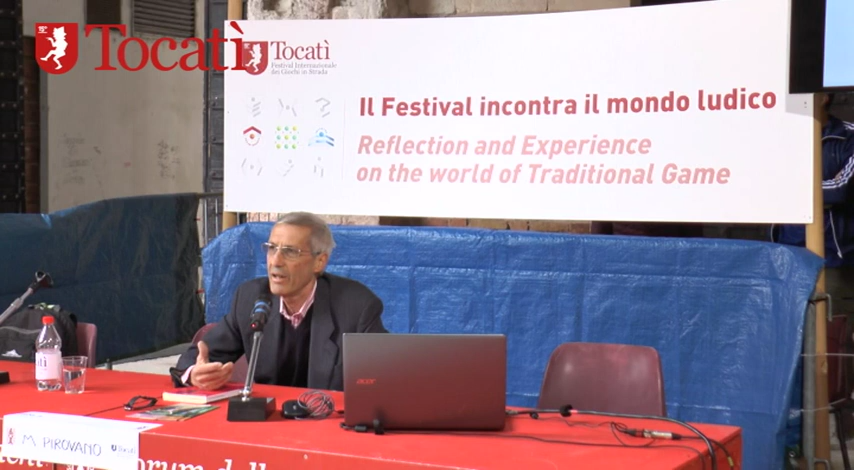 Tocatì
Tocatì
Festival Internazionale
dei Giochi in Strada
Il Festival incontra il mondo ludico
Reflection and Experience
on the world of Traditional Game
acer
M. PIROVANO